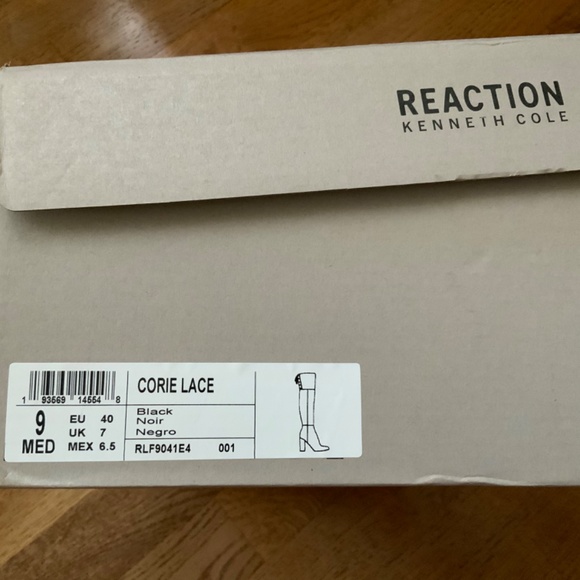 REACTION
KENNETH COLE
CORIE LACE
1 93569 14554 8
9 MED
EU 40
UK 7
MEX 6.5
Black
Noir
Negro
RLF9041E4 001